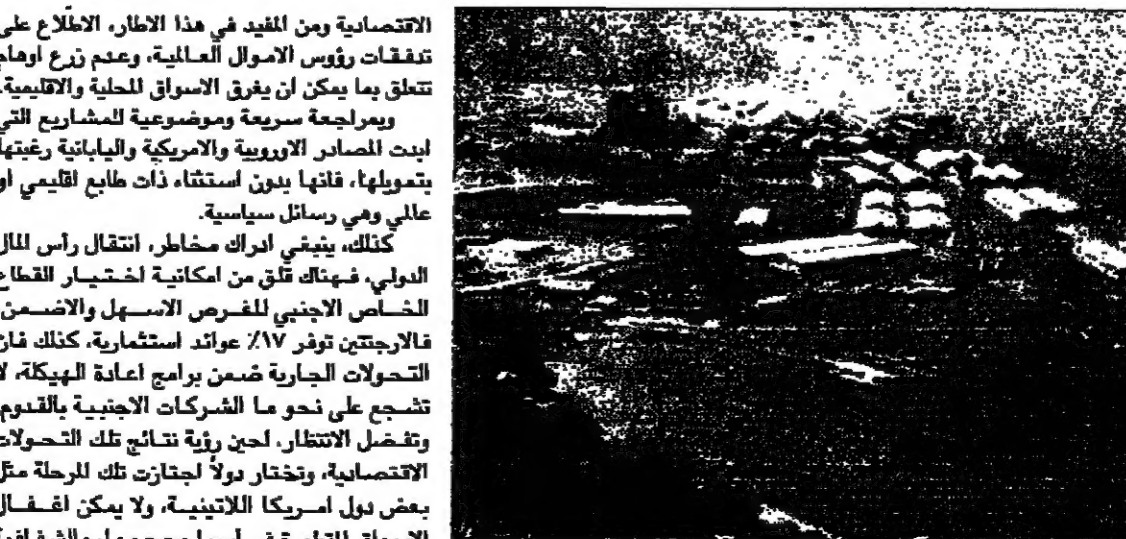 الاقتصادية ومن المفيد في هذا الاطار، الاطلاع على
تدفقات رؤوس الاموال العالمية، وعدم زرع اوهام
تتعلق بما يمكن ان يغرق الاسواق المحلية والاقليمية.
وبمراجعة سريعة وموضوعية للمشاريع التي
ابدت المصادر الاوروبية والامريكية واليابانية رغبتها
بتمويلها، فانها بدون استثناء ذات طابع اقليمي او
عالمي وهي رسائل سياسية.
كذلك، ينبغي ادراك مخاطر، انتقال رأس المال
الدولي، فهناك قلق من امكانية اختيار القطاع
الخاص الاجنبي للفرص الاسهل والاضمن
فالارجنتين توفر ١٧٪ عوائد استثمارية، كذلك فان
التحولات الجارية ضمن برامج اعادة الهيكلة، لا
تشجع على نحو ما الشركات الاجنبية بالقدوم،
وتفضل الانتظار، لحين رؤية نتائج تلك التحولات
الاقتصادية، وتختار دولاً اجتازت تلك المرحلة مثل
بعض دول امريكا اللاتينية، ولا يمكن اغفال